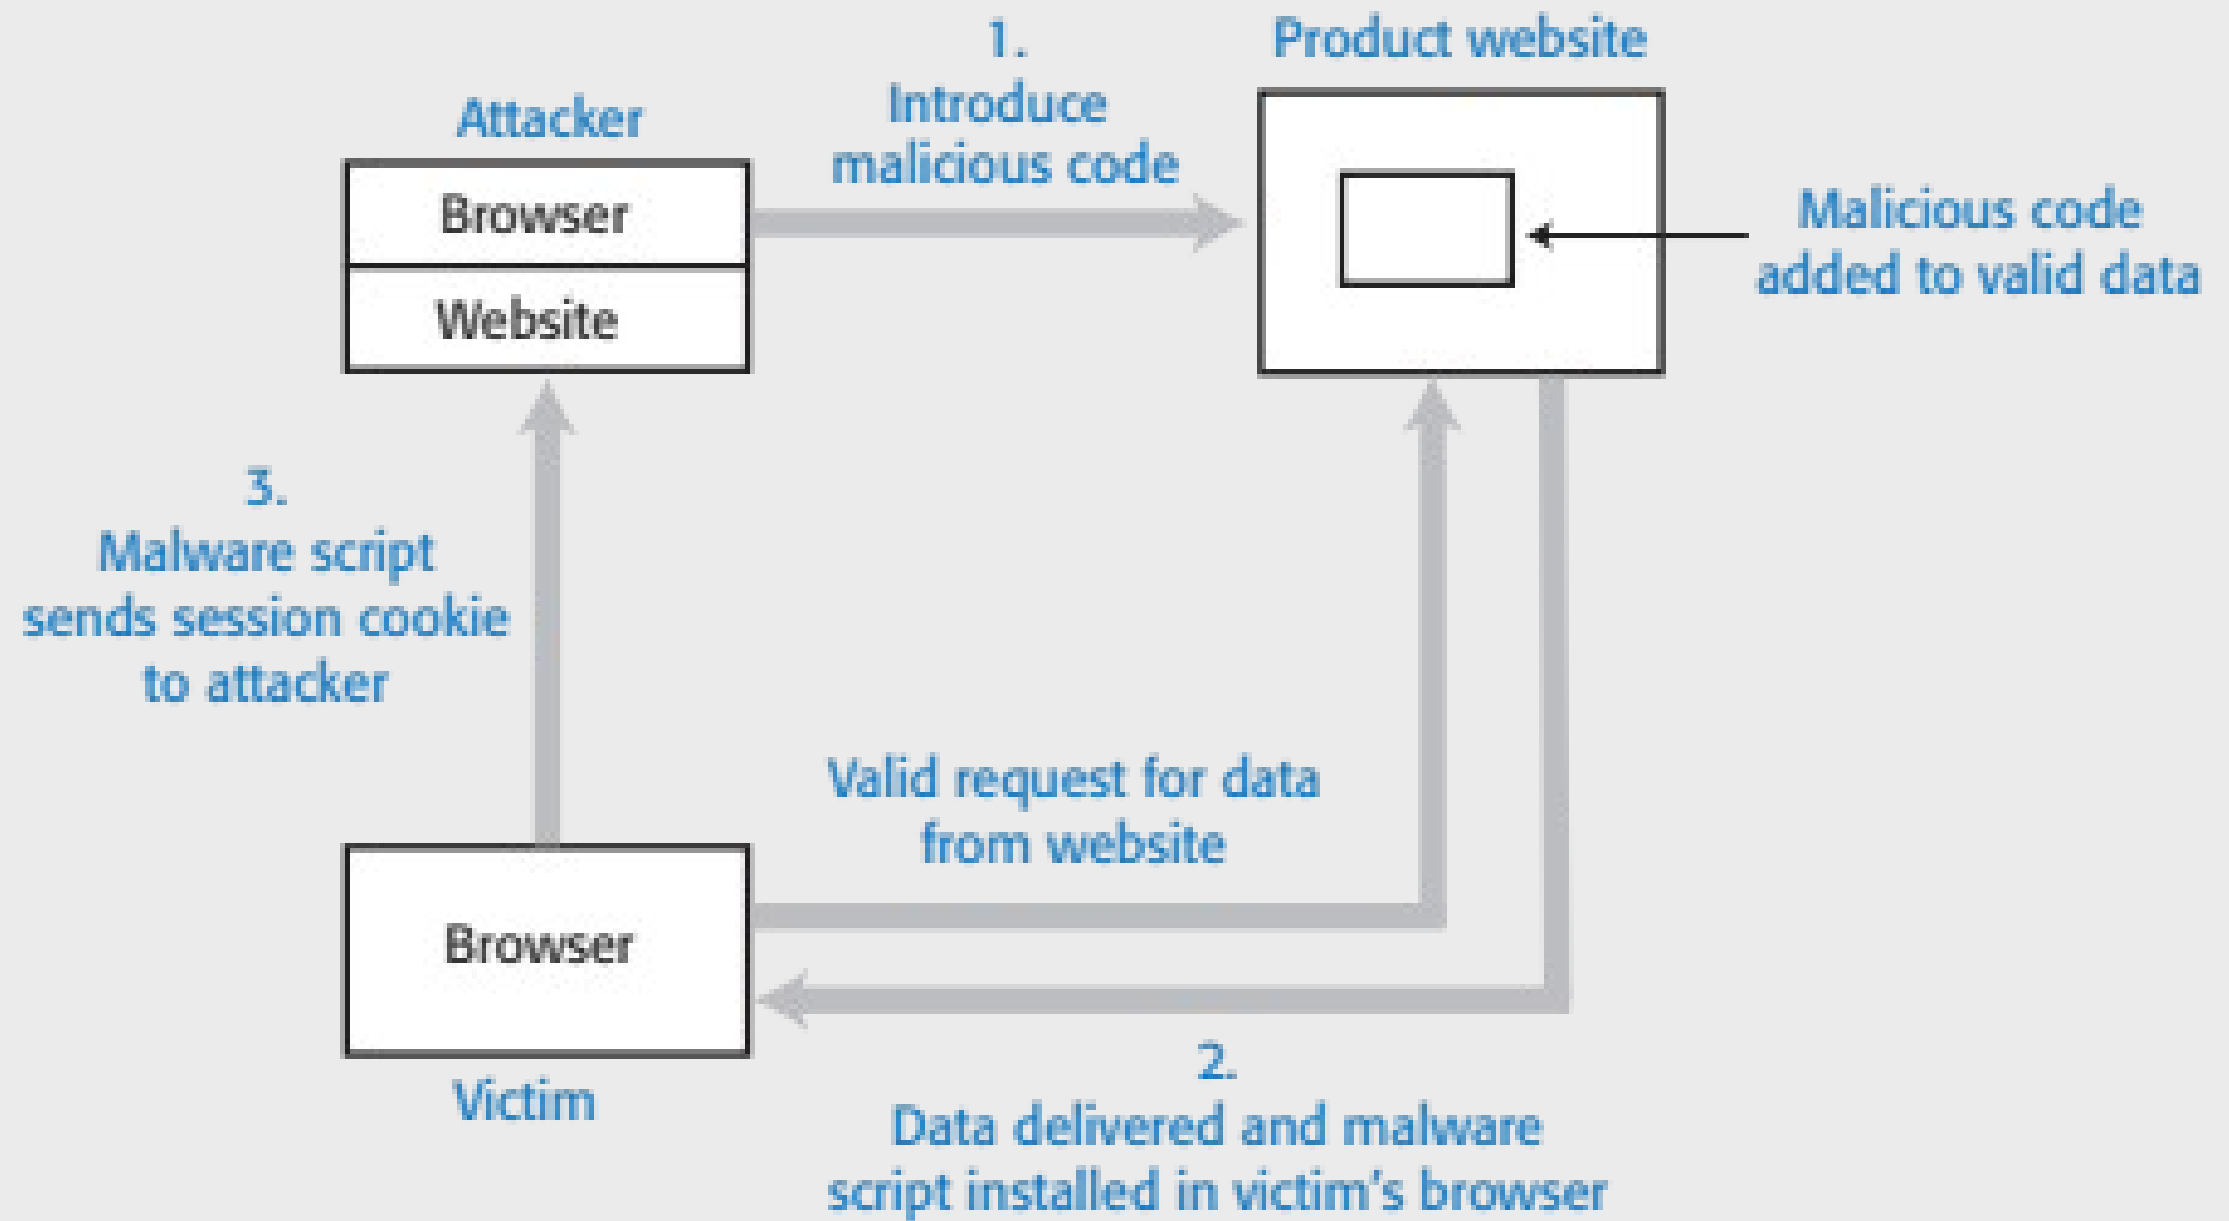 1.
Introduce
malicious code
Product website
Attacker
Browser
Website
Malicious code
added to valid data
3.
Malware script
sends session cookie
to attacker
Valid request for data
from website
Browser
Victim
2.
Data delivered and malware
script installed in victim's browser